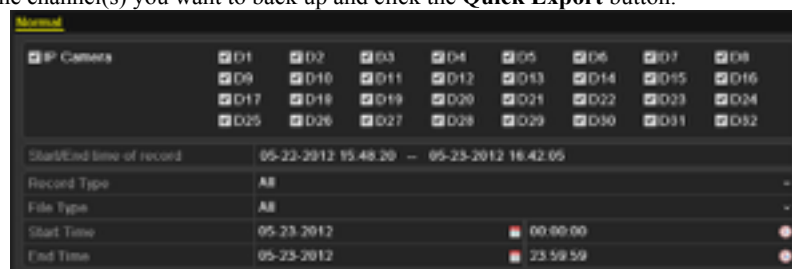 the channel(s) you want to back up and click the Quick Export button.
Normal
IP Camera D1 D2 D3 D4 D5 D6 D7 D8
D9 D10 D11 D12 D13 D14 D15 D16
D17 D18 D19 D20 D21 D22 D23 D24
D25 D26 D27 D28 D29 D30 D31 D32
Start/End time of record 05-22-2012 15.48.20 -- 05-23-2012 16.42.05
Record Type All
File Type All
Start Time 05-23-2012 00:00:00
End Time 05-23-2012 23.59.59